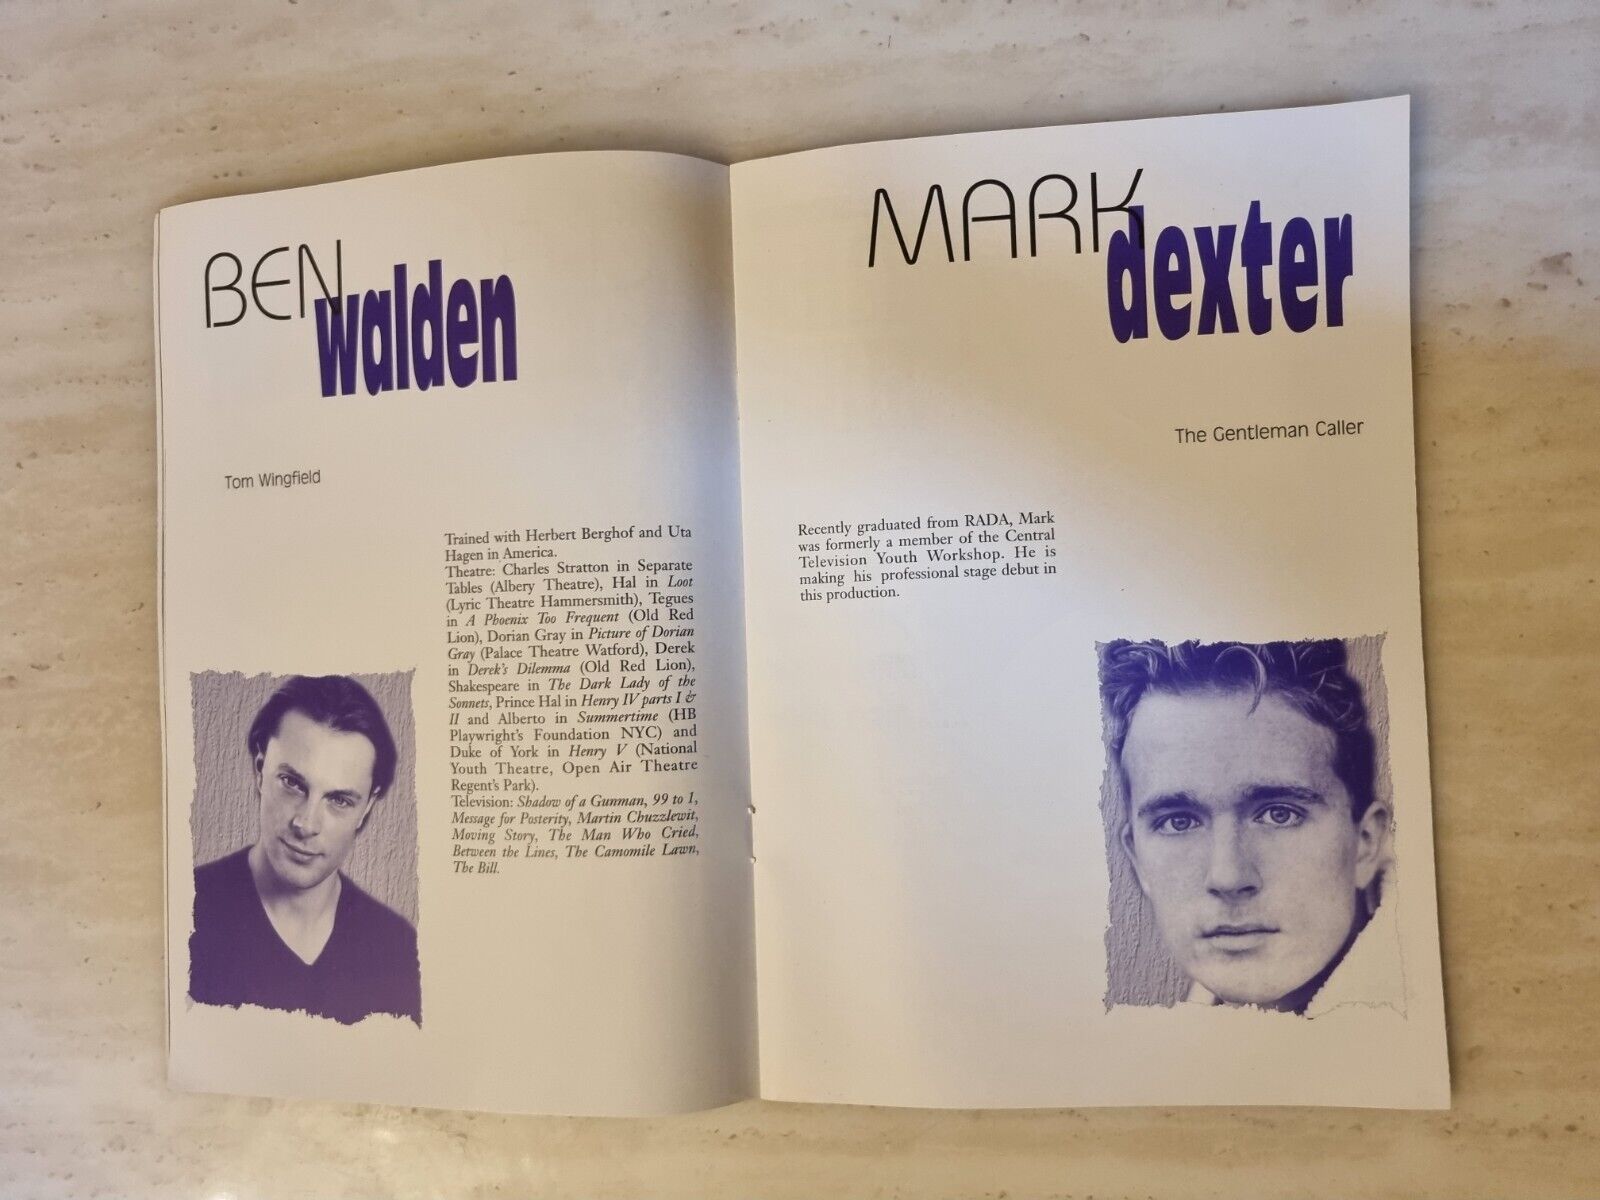 BEN
walden
Tom Wingfield
Trained with Herbert Berghof and Uta
Hagen in America.
Theatre: Charles Stratton in Separate
Tables (Albery Theatre), Hal in Loot
(Lyric Theatre Hammersmith), Tegues
in A Phoenix Too Frequent (Old Red
Lion), Dorian Gray in Picture of Dorian
Gray (Palace Theatre Watford), Derek
in Derek's Dilemma (Old Red Lion),
Shakespeare in The Dark Lady of the
Sonnets, Prince Hal in Henry IV parts I &
II and Alberto in Summertime (HB
Playwright's Foundation NYC) and
Duke of York in Henry V (National
Youth Theatre, Open Air Theatre
Regent's Park).
Television: Shadow of a Gunman, 99 to 1,
Message for Posterity, Martin Chuzzlewit,
Moving Story, The Man Who Cried,
Between the Lines, The Camomile Lawn,
The Bill.
MARK
dexter
The Gentleman Caller
Recently graduated from RADA, Mark
was formerly a member of the Central
Television Youth Workshop. He is
making his professional stage debut in
this production.